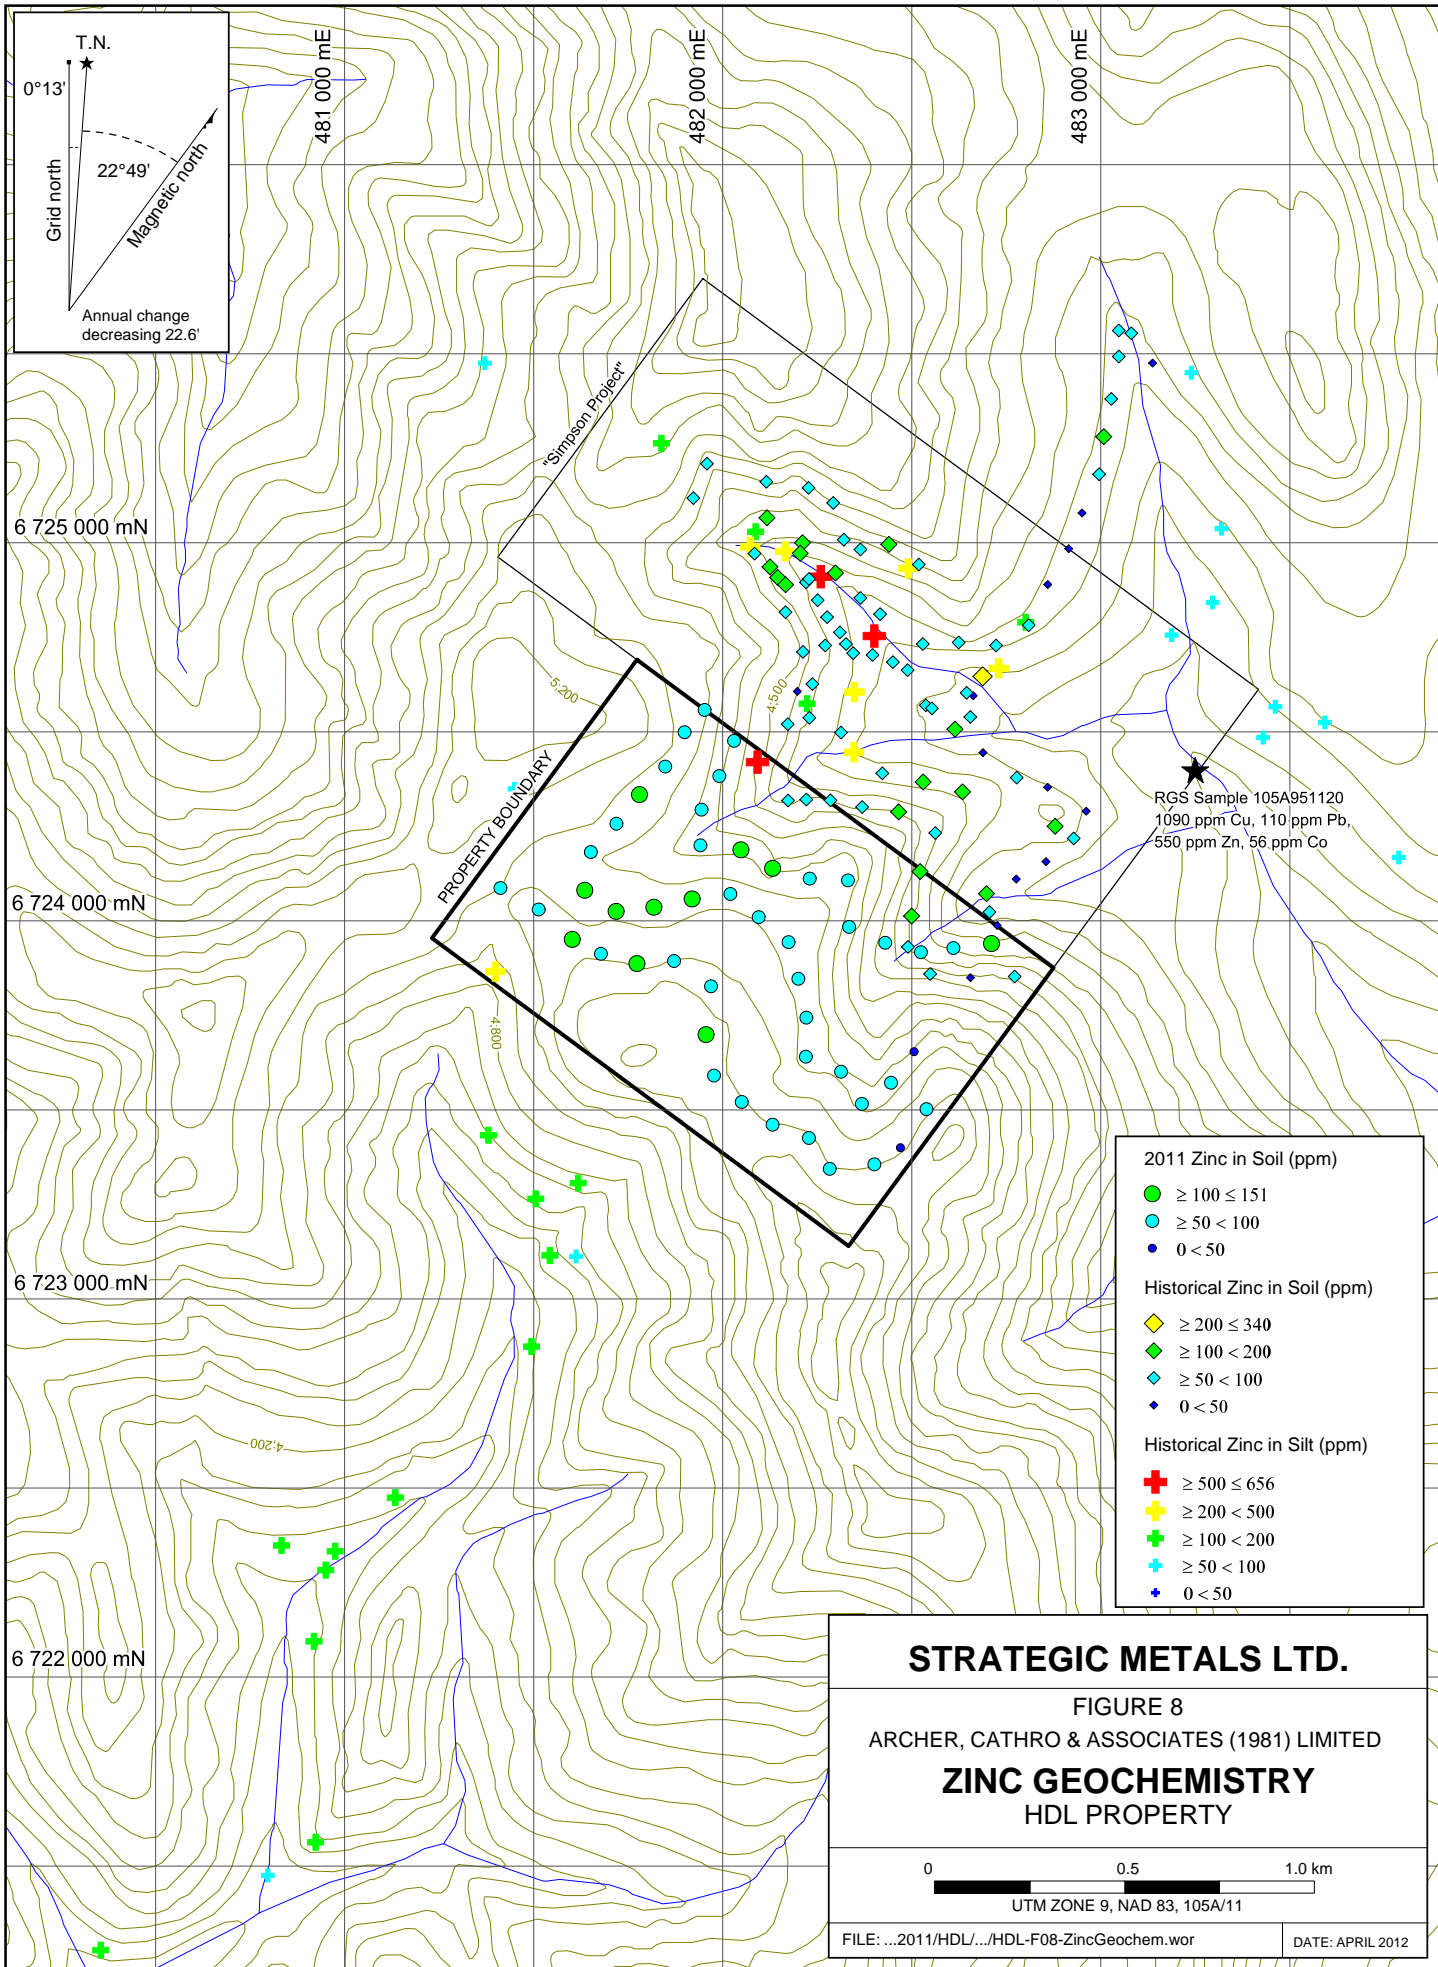 T.N.
0°13'
22°49'
Grid north
Magnetic north
Annual change
decreasing 22.6'
481 000 mE
482 000 mE
483 000 mE
"Simpson Project"
6 725 000 mN
5,200
4,500
PROPERTY BOUNDARY
RGS Sample 105A951120
1090 ppm Cu, 110 ppm Pb,
550 ppm Zn, 56 ppm Co
6 724 000 mN
4,800
6 723 000 mN
4,200
6 722 000 mN
2011 Zinc in Soil (ppm)
≥ 100 ≤ 151
≥ 50 < 100
0 < 50
Historical Zinc in Soil (ppm)
≥ 200 ≤ 340
≥ 100 < 200
≥ 50 < 100
0 < 50
Historical Zinc in Silt (ppm)
≥ 500 ≤ 656
≥ 200 < 500
≥ 100 < 200
≥ 50 < 100
0 < 50
STRATEGIC METALS LTD.
FIGURE 8
ARCHER, CATHRO & ASSOCIATES (1981) LIMITED
ZINC GEOCHEMISTRY
HDL PROPERTY
0 0.5 1.0 km
UTM ZONE 9, NAD 83, 105A/11
FILE: ...2011/HDL/.../HDL-F08-ZincGeochem.wor
DATE: APRIL 2012